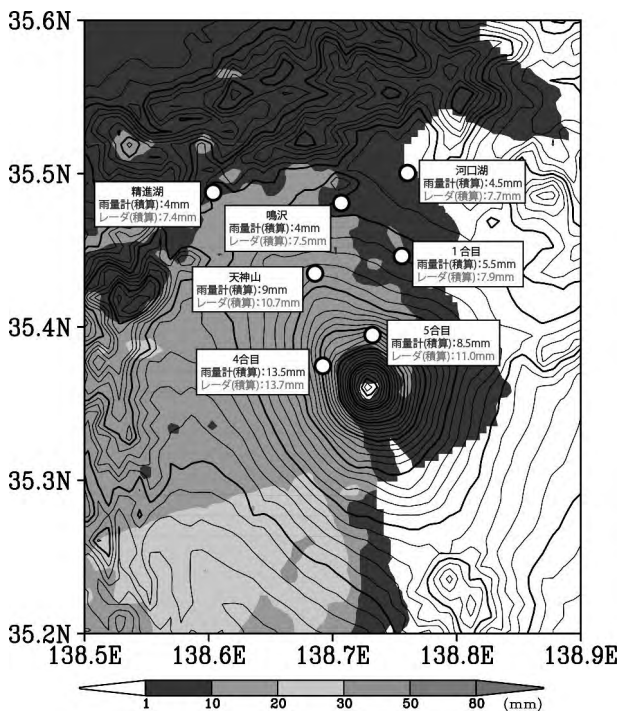 35.6N
35.5N
35.4N
35.3N
35.2N
河口湖
雨量計(積算):4.5mm
レーダ(積算):7.7mm
精進湖
雨量計(積算):4mm
レーダ(積算):7.4mm
鳴沢
雨量計(積算):4mm
レーダ(積算):7.5mm
1合目
雨量計(積算):5.5mm
レーダ(積算):7.9mm
天神山
雨量計(積算):9mm
レーダ(積算):10.7mm
5合目
雨量計(積算):8.5mm
レーダ(積算):11.0mm
4合目
雨量計(積算):13.5mm
レーダ(積算):13.7mm
138.5E 138.6E 138.7E 138.8E 138.9E
1 10 20 30 50 80 (mm)